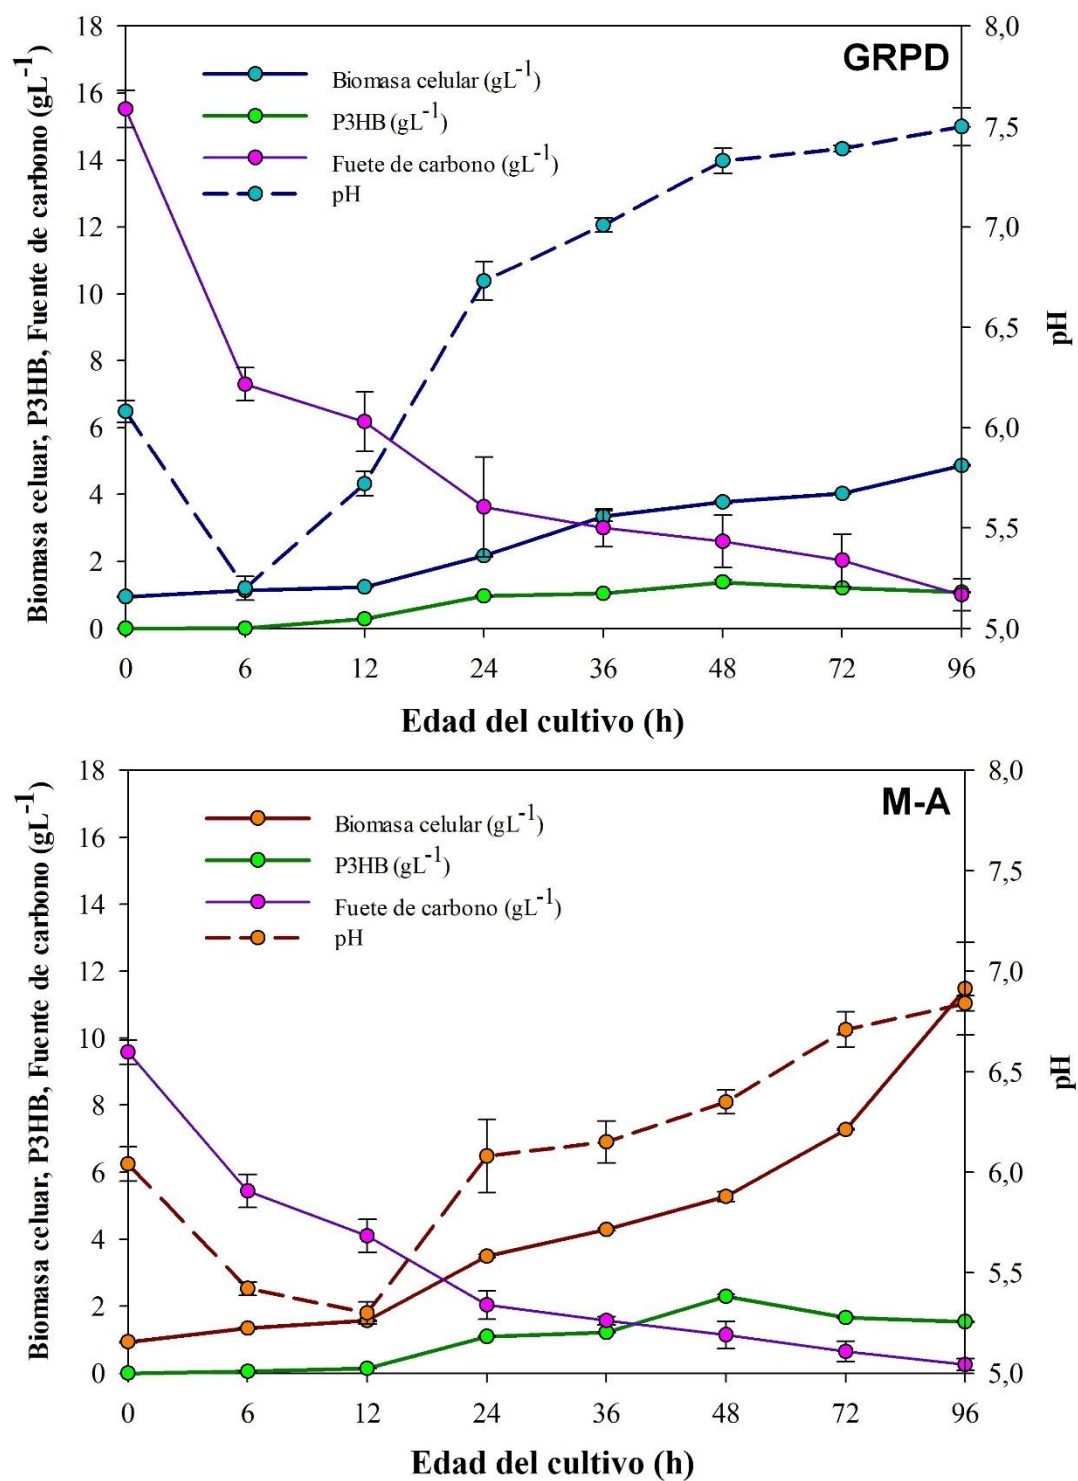 GRPD
Biomasa celular (gL-1)
P3HB (gL-1)
Fuete de carbono (gL-1)
pH
Biomasa celuar, P3HB, Fuente de carbono (gL-1)
18
16
14
12
10
8
6
4
2
0
8,0
7,5
7,0
6,5
6,0
5,5
5,0
pH
0 6 12 24 36 48 72 96
Edad del cultivo (h)
M-A
Biomasa celular (gL-1)
P3HB (gL-1)
Fuete de carbono (gL-1)
pH
Biomasa celuar, P3HB, Fuente de carbono (gL-1)
18
16
14
12
10
8
6
4
2
0
8,0
7,5
7,0
6,5
6,0
5,5
5,0
pH
0 6 12 24 36 48 72 96
Edad del cultivo (h)